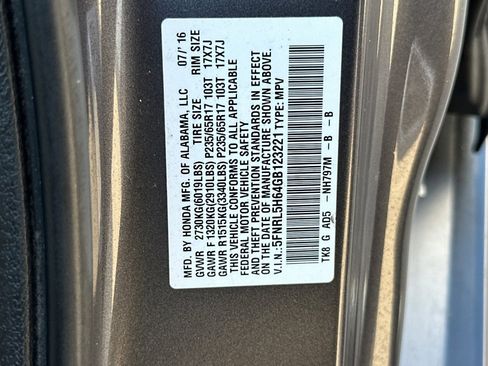 MFD. BY HONDA MFG. OF ALABAMA, LLC 07/'16
GVWR 2730KG(6019LBS) TIRE SIZE RIM SIZE
GAWR F 1320KG(2910LBS) P235/65R17 103T 17X7J
GAWR R1515KG(3340LBS) P235/65R17 103T 17X7J
THIS VEHICLE CONFORMS TO ALL APPLICABLE
FEDERAL MOTOR VEHICLE SAFETY
AND THEFT PREVENTION STANDARDS IN EFFECT
ON THE DATE OF MANUFACTURE SHOWN ABOVE.
V.I.N.:5FNRL5H64GB123221 TYPE:MPV
TK8 G AD5 -NH797M -B -B